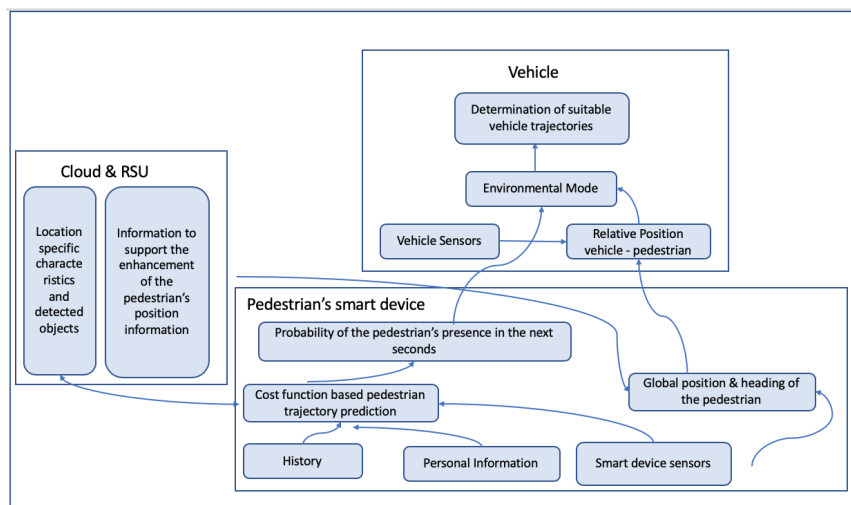 Vehicle
Determination of suitable
vehicle trajectories
Environmental Mode
Vehicle Sensors
Relative Position
vehicle - pedestrian
Cloud & RSU
Location
specific
characte
ristics
and
detected
objects
Information to
support the
enhancement
of the
pedestrian's
position
information
Pedestrian's smart device
Probability of the pedestrian's presence in the next
seconds
Cost function based pedestrian
trajectory prediction
Global position & heading of
the pedestrian
History
Personal Information
Smart device sensors